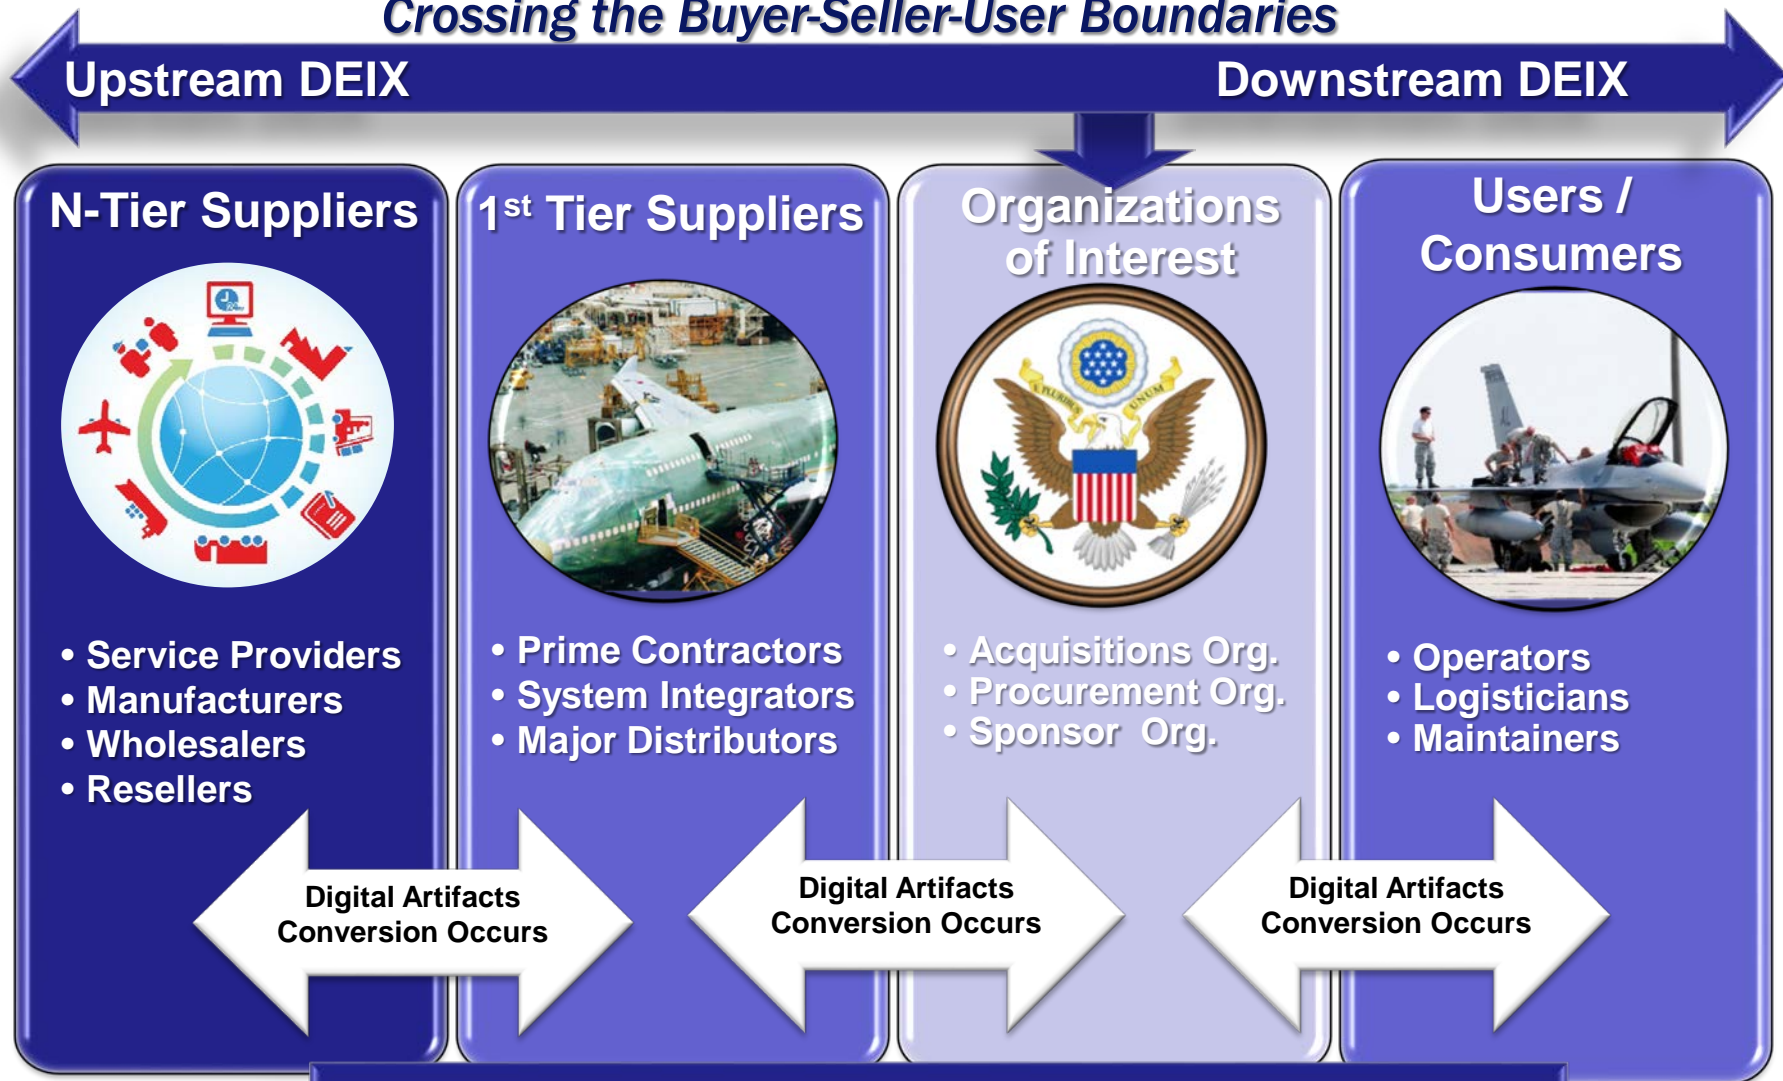 Crossing the Buyer-Seller-User Boundaries
Upstream DEIX
Downstream DEIX
N-Tier Suppliers
• Service Providers
• Manufacturers
• Wholesalers
• Resellers
1st Tier Suppliers
• Prime Contractors
• System Integrators
• Major Distributors
Organizations
of Interest
E PLURIBUS
UNUM
• Acquisitions Org.
• Procurement Org.
• Sponsor  Org.
Users /
Consumers
• Operators
• Logisticians
• Maintainers
Digital Artifacts
Conversion Occurs
Digital Artifacts
Conversion Occurs
Digital Artifacts
Conversion Occurs